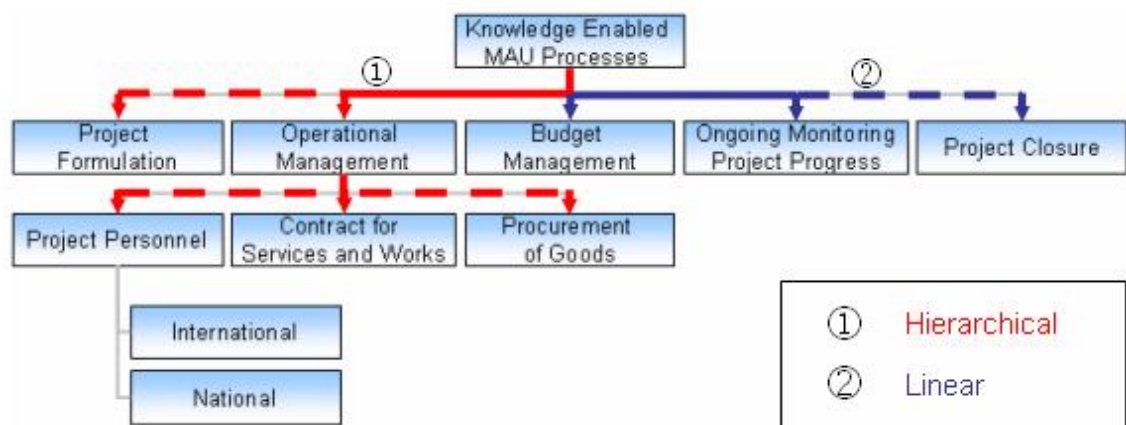 Knowledge Enabled
MAU Processes
①
②
Project
Formulation
Operational
Management
Budget
Management
Ongoing Monitoring
Project Progress
Project Closure
Project Personnel
Contract for
Services and Works
Procurement
of Goods
International
National
① Hierarchical
② Linear